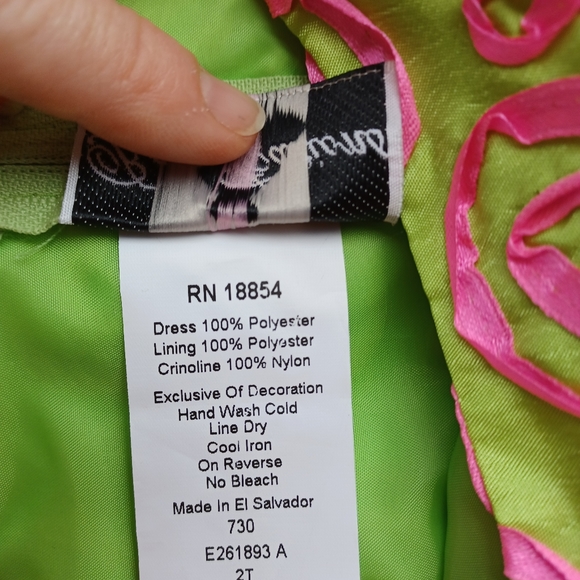 RN 18854
Dress 100% Polyester
Lining 100% Polyester
Crinoline 100% Nylon
Exclusive Of Decoration
Hand Wash Cold
Line Dry
Cool Iron
On Reverse
No Bleach
Made In El Salvador
730
E261893 A
2T